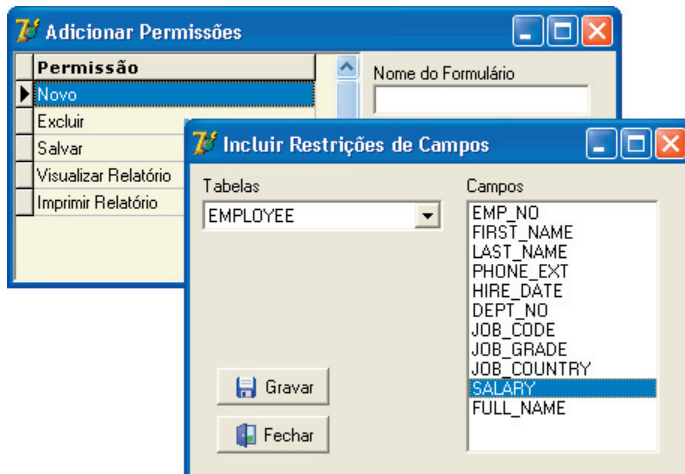 Adicionar Permissões
Permissão
Novo
Excluir
Salvar
Visualizar Relatório
Imprimir Relatório
Nome do Formulário
Incluir Restrições de Campos
Tabelas
EMPLOYEE
Gravar
Fechar
Campos
EMP_NO
FIRST_NAME
LAST_NAME
PHONE_EXT
HIRE_DATE
DEPT_NO
JOB_CODE
JOB_GRADE
JOB_COUNTRY
SALARY
FULL_NAME